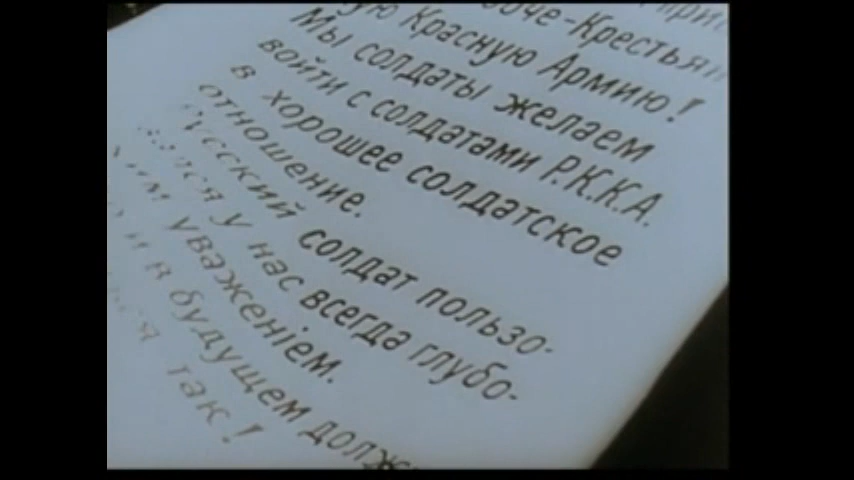 Красную Армию!
Мы солдаты желаем
войти с солдатами Р.К.К.А.
в хорошее солдатское
отношение.
солдат пользо-
у нас всегда глубо-
уваженіем.
и в будущем
так!